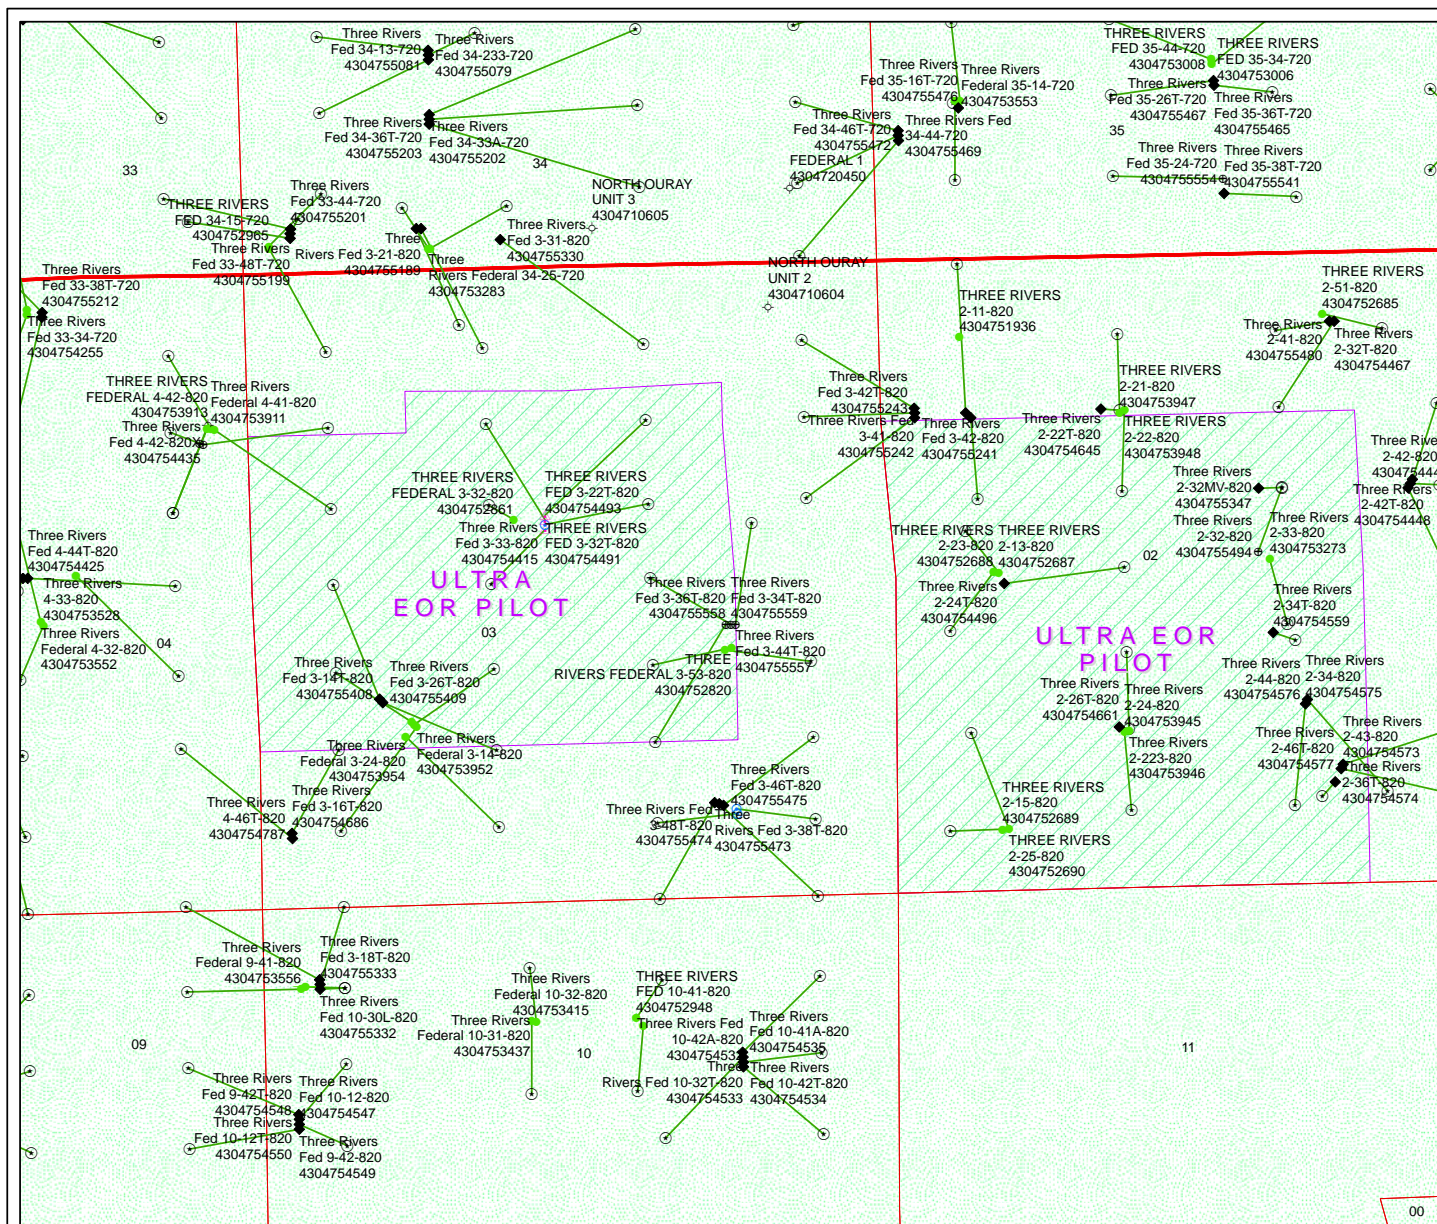 Three Rivers
Fed 34-13-720
4304755081
Three Rivers
Fed 34-233-720
4304755079
Three Rivers
Fed 34-36T-720
4304755203
Three Rivers
Fed 34-33A-720
4304755202
33
34
Three Rivers
Fed 35-16T-720
4304755476
Three Rivers
Federal 35-14-720
4304753553
Three Rivers
Fed 34-46T-720
4304755472
Three Rivers Fed
34-44-720
4304755469
FEDERAL 1
4304720450
THREE RIVERS
FED 35-44-720
4304753008
THREE RIVERS
FED 35-34-720
4304753006
Three Rivers
Fed 35-26T-720
4304755467
Three Rivers
Fed 35-36T-720
4304755465
35
Three Rivers
Fed 35-24-720
4304755554
Three Rivers
Fed 35-38T-720
4304755541
THREE RIVERS
FED 34-15-720
4304752965
Three Rivers
Fed 33-44-720
4304755201
Three Rivers
Fed 33-48T-720
4304755199
Three
Rivers Fed 3-21-820
4304755189
Three
Rivers Federal 34-25-720
4304753283
Three Rivers
Fed 3-31-820
4304755330
NORTH OURAY
UNIT 3
4304710605
NORTH OURAY
UNIT 2
4304710604
Three Rivers
Fed 33-38T-720
4304755212
Three Rivers
Fed 33-34-720
4304754255
THREE RIVERS
2-11-820
4304751936
THREE RIVERS
2-51-820
4304752685
Three Rivers
2-41-820
4304755480
Three Rivers
2-32T-820
4304754467
THREE RIVERS
FEDERAL 4-42-820
4304753913
Three Rivers
Federal 4-41-820
4304753911
Three Rivers
Fed 4-42-820X
4304754435
Three Rivers
Fed 3-42T-820
4304755243
Three Rivers Fed
3-41-820
4304755242
Three Rivers
Fed 3-42-820
4304755241
THREE RIVERS
2-21-820
4304753947
Three Rivers
2-22T-820
4304754645
THREE RIVERS
2-22-820
4304753948
Three Rivers
2-42-820
Three Rivers
2-42T-820
4304754448
Three Rivers
2-32MV-820
4304755347
Three Rivers
2-32-820
4304755494
Three Rivers
2-33-820
4304753273
THREE RIVERS
FEDERAL 3-32-820
4304752861
THREE RIVERS
FED 3-22T-820
4304754493
Three Rivers
Fed 3-33-820
4304754415
THREE RIVERS
FED 3-32T-820
4304754491
ULTRA
EOR PILOT
03
THREE RIVERS
2-23-820
4304752688
THREE RIVERS
2-13-820
4304752687
Three Rivers
2-24T-820
4304754496
02
Three Rivers
2-34T-820
4304754559
ULTRA EOR
PILOT
Three Rivers
Fed 4-44T-820
4304754425
Three Rivers
4-33-820
4304753528
Three Rivers
Federal 4-32-820
4304753552
04
Three Rivers
Fed 3-36T-820
4304755558
Three Rivers
Fed 3-34T-820
4304755559
Three Rivers
Fed 3-44T-820
4304755557
THREE
RIVERS FEDERAL 3-53-820
4304752820
Three Rivers
Fed 3-14T-820
4304755408
Three Rivers
Fed 3-26T-820
4304755409
Three Rivers
Federal 3-24-820
4304753954
Three Rivers
Federal 3-14-820
4304753952
Three Rivers
2-26T-820
4304754661
Three Rivers
2-24-820
4304753945
Three Rivers
2-223-820
4304753946
Three Rivers
2-44-820
4304754576
Three Rivers
2-34-820
4304754575
Three Rivers
2-46T-820
4304754577
Three Rivers
2-43-820
4304754573
Three Rivers
2-36T-820
4304754574
Three Rivers
4-46T-820
4304754787
Three Rivers
Fed 3-16T-820
4304754686
Three Rivers
Fed 3-46T-820
4304755475
Three Rivers Fed
3-48T-820
4304755474
Three
Rivers Fed 3-38T-820
4304755473
THREE RIVERS
2-15-820
4304752689
THREE RIVERS
2-25-820
4304752690
Three Rivers
Federal 9-41-820
4304753556
Three Rivers
Fed 3-18T-820
4304755333
Three Rivers
Fed 10-30L-820
4304755332
Three Rivers
Federal 10-32-820
4304753415
Three Rivers
Federal 10-31-820
4304753437
THREE RIVERS
FED 10-41-820
4304752948
Three Rivers Fed
10-42A-820
4304754532
Three Rivers
Fed 10-41A-820
4304754535
Three
Rivers Fed 10-32T-820
4304754533
Three Rivers
Fed 10-42T-820
4304754534
09
10
11
Three Rivers
Fed 9-42T-820
4304754548
Three Rivers
Fed 10-12-820
4304754547
Three Rivers
Fed 10-12T-820
4304754550
Three Rivers
Fed 9-42-820
4304754549
00